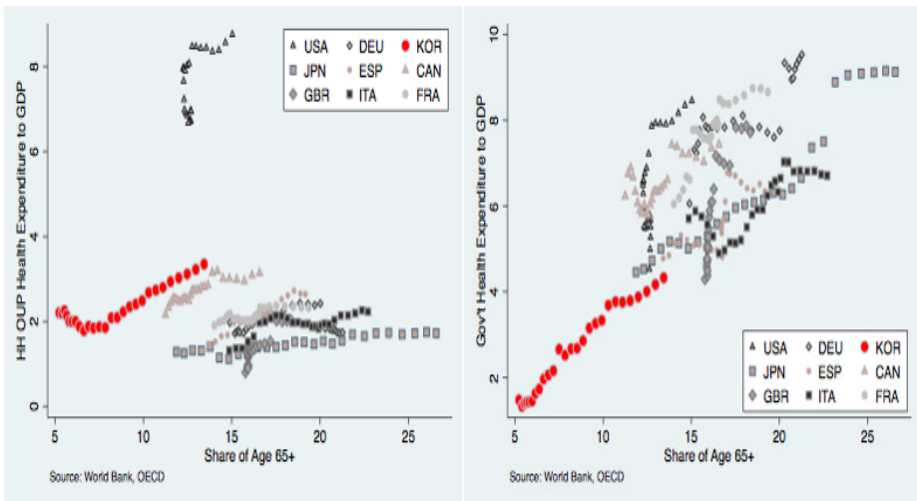 HH OUP Health Expenditure to GDP
8
6
4
2
0
USA DEU KOR
JPN ESP CAN
GBR ITA FRA
5 10 15 20 25
Share of Age 65+
Source: World Bank, OECD
Gov't Health Expenditure to GDP
10
8
6
4
2
USA DEU KOR
JPN ESP CAN
GBR ITA FRA
5 10 15 20 25
Share of Age 65+
Source: World Bank, OECD